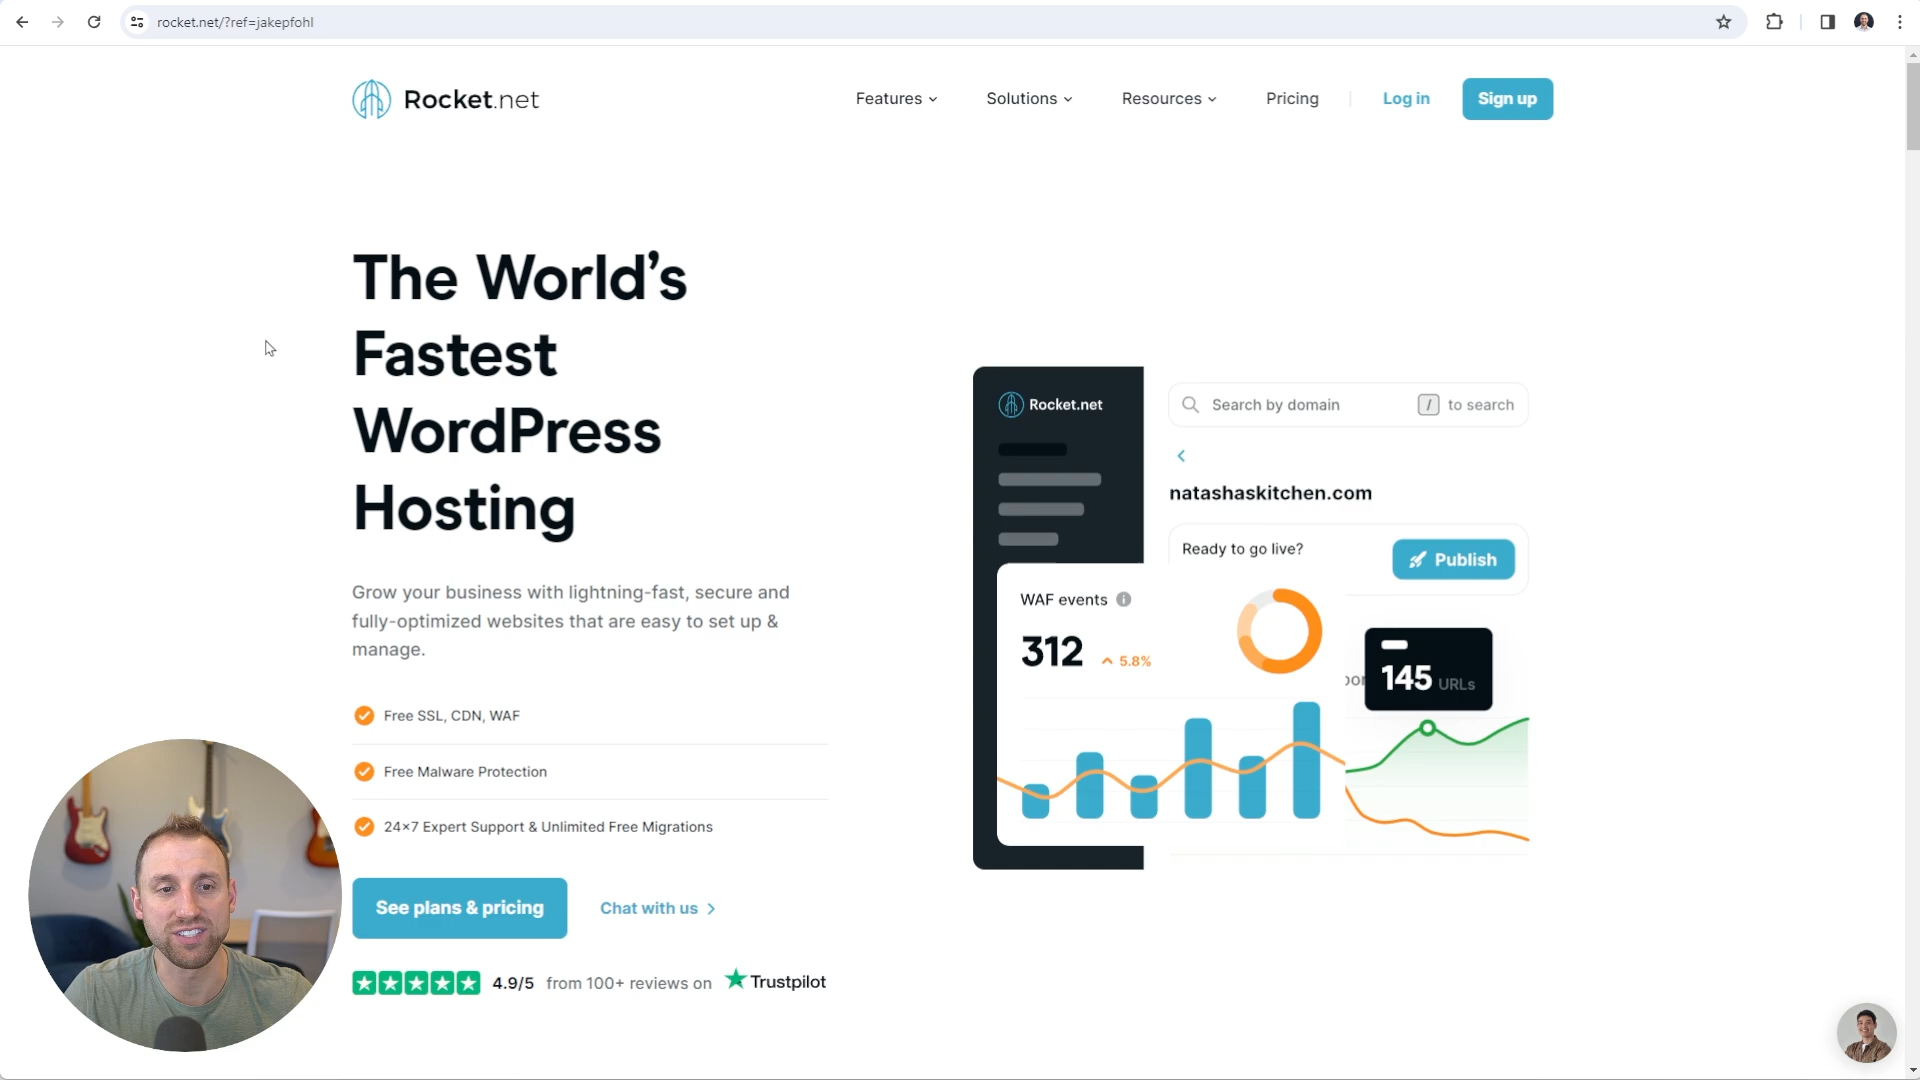 rocket.net/?ref=jakepfohl
Rocket.net
Features
Solutions
Resources
Pricing
Log in
Sign up
The World's
Fastest
WordPress
Hosting
Grow your business with lightning-fast, secure and
fully-optimized websites that are easy to set up &
manage.
Free SSL, CDN, WAF
Free Malware Protection
24×7 Expert Support & Unlimited Free Migrations
See plans & pricing
Chat with us
4.9/5 from 100+ reviews on Trustpilot
Rocket.net
Search by domain
/ to search
natashaskitchen.com
Ready to go live?
Publish
WAF events
312
5.8%
145 URLs